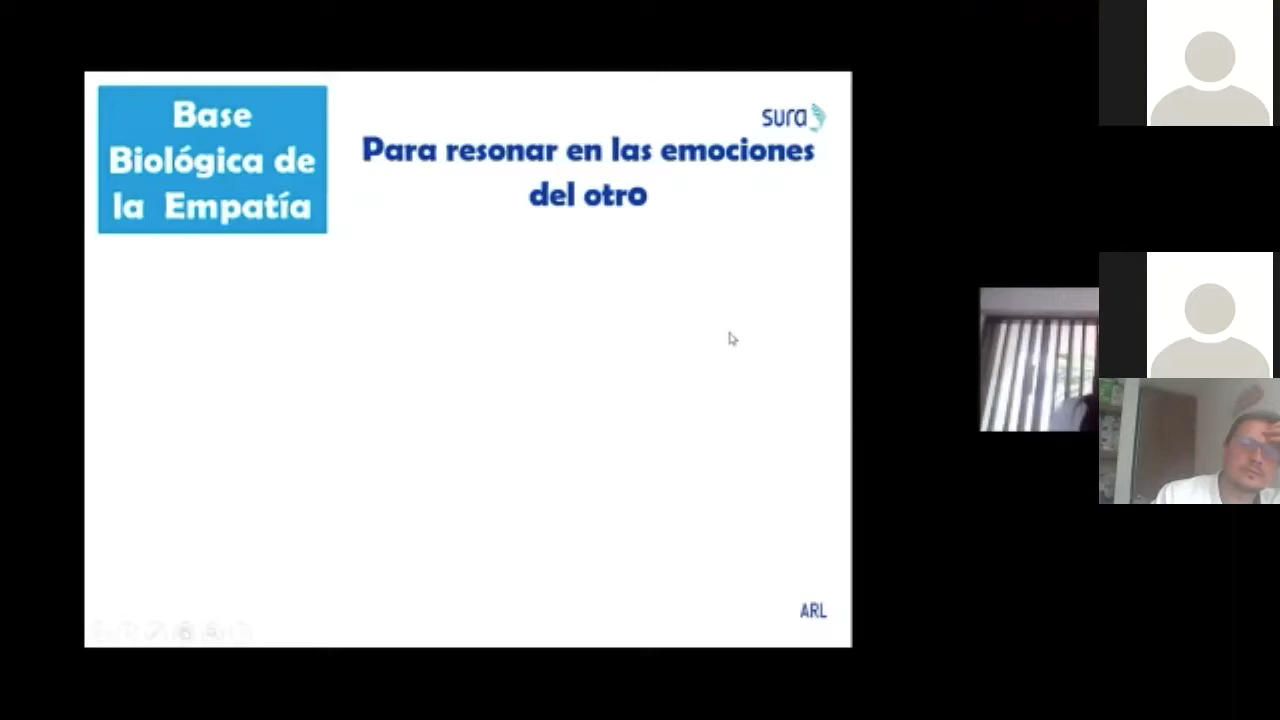 Base
Biológica de
la Empatía
sura
Para resonar en las emociones
del otro
ARL